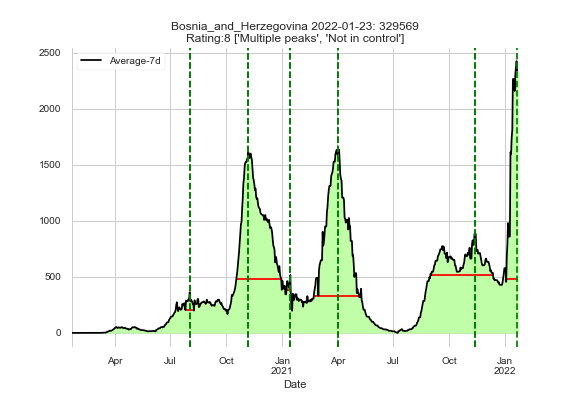 Bosnia_and_Herzegovina 2022-01-23: 329569
Rating:8 ['Multiple peaks', 'Not in control']
Average-7d
2500
2000
1500
1000
500
0
Apr Jul Oct Jan Apr Jul Oct Jan
2021 2022
Date